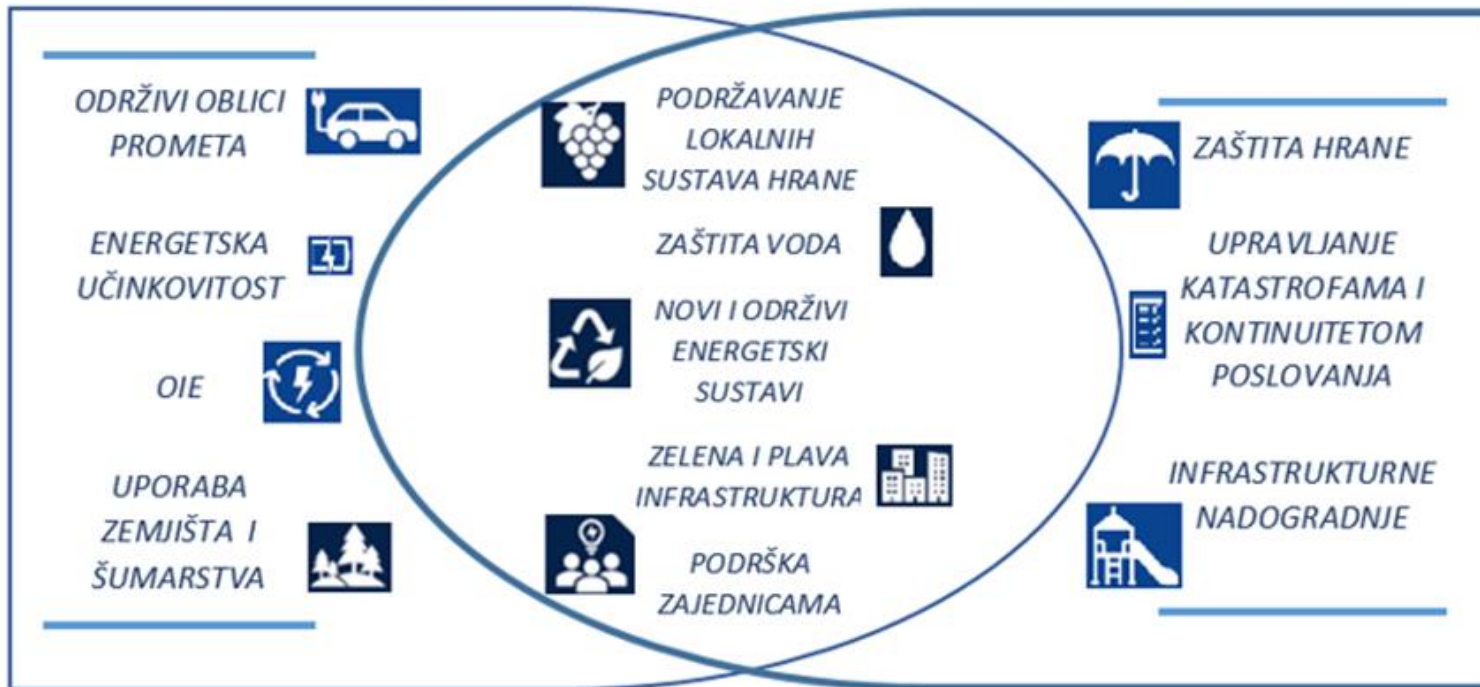 ODRŽIVI OBLICI
PROMETA
ENERGETSKA
UČINKOVITOST
OIE
UPORABA
ZEMJIŠTA I
ŠUMARSTVA
PODRŽAVANJE
LOKALNIH
SUSTAVA HRANE
ZAŠTITA VODA
NOVI I ODRŽIVI
ENERGETSKI
SUSTAVI
ZELENA I PLAVA
INFRASTRUKTURA
PODRŠKA
ZAJEDNICAMA
ZAŠTITA HRANE
UPRAVLJANJE
KATASTROFAMA I
KONTINUITETOM
POSLOVANJA
INFRASTRUKTURNE
NADOGRADNJE